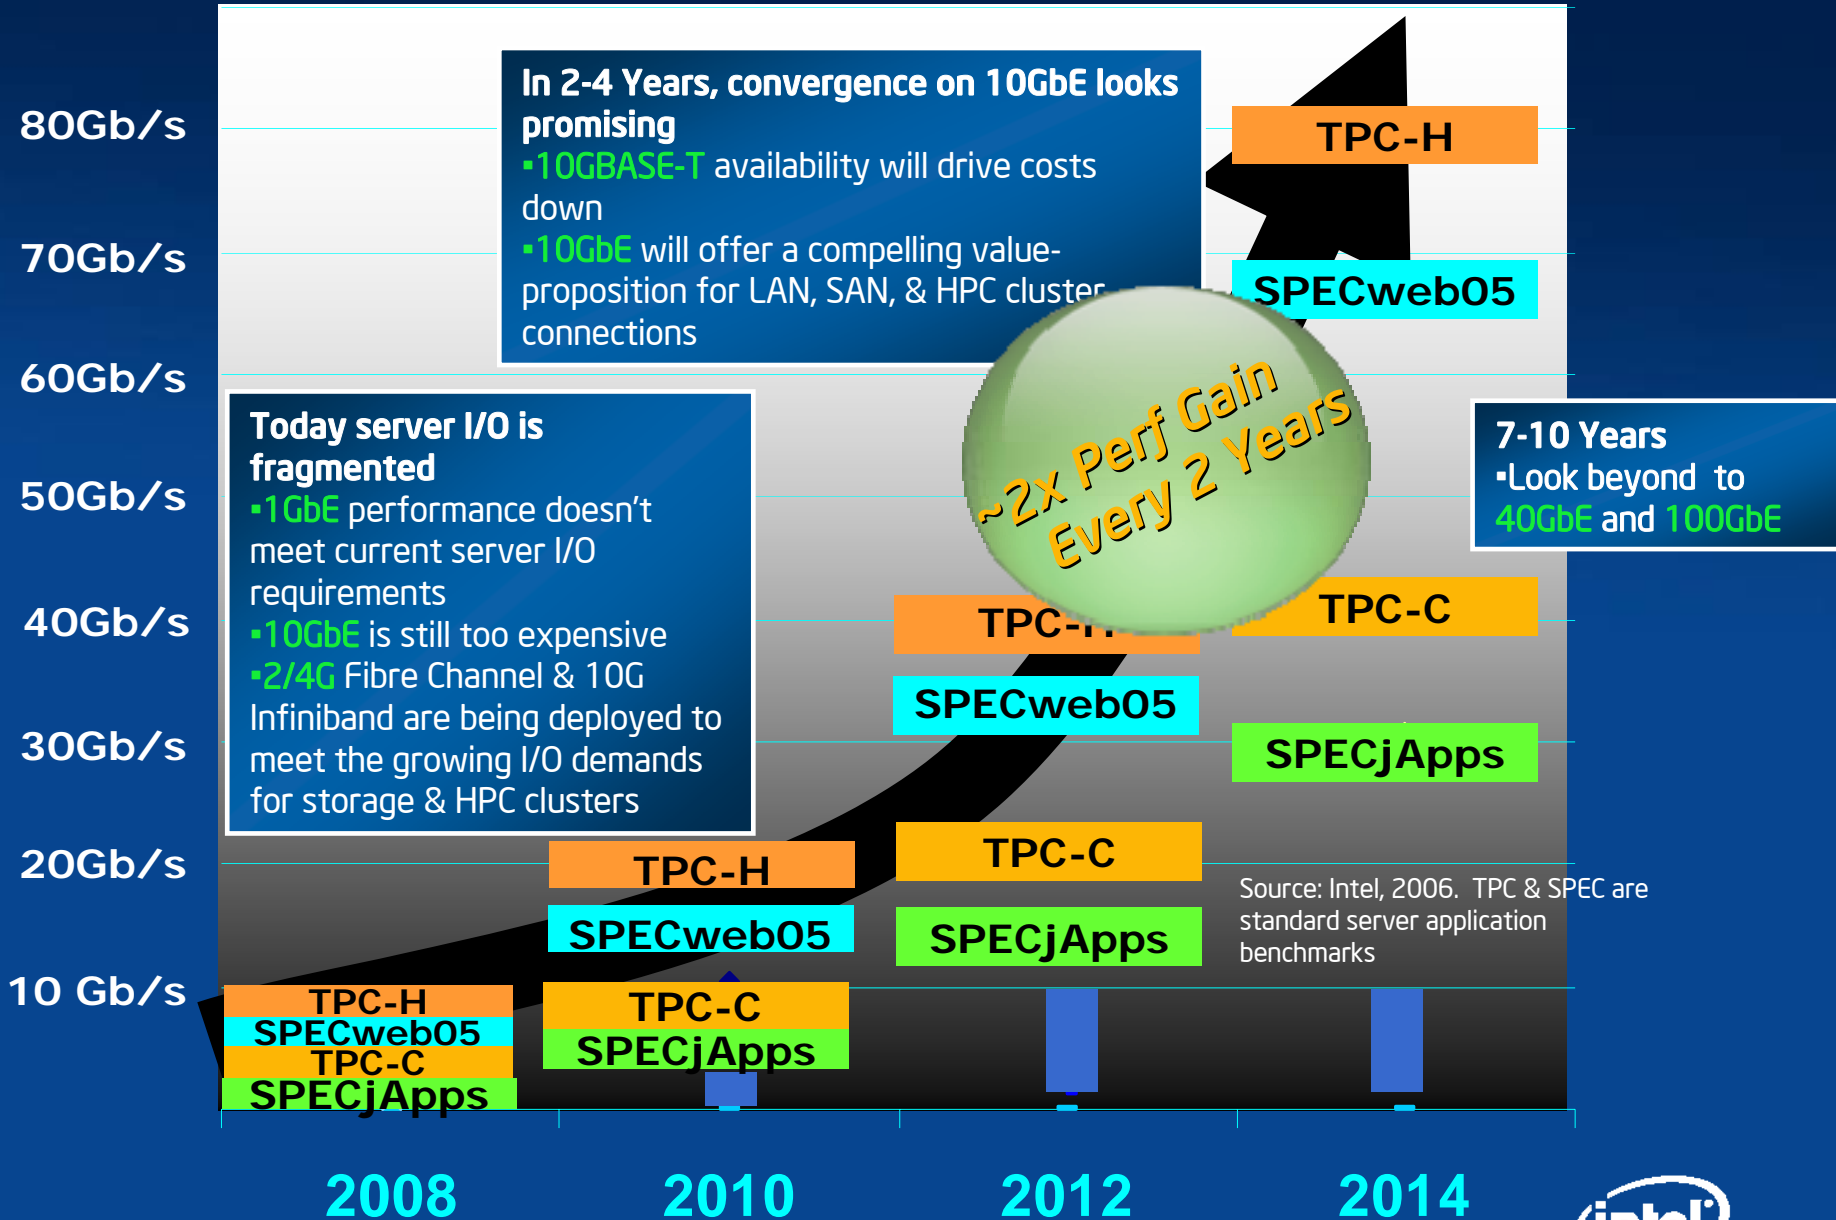 80Gb/s
70Gb/s
60Gb/s
50Gb/s
40Gb/s
30Gb/s
20Gb/s
10 Gb/s
In 2-4 Years, convergence on 10GbE looks
promising
▪10GBASE-T availability will drive costs
down
▪10GbE will offer a compelling value-
proposition for LAN, SAN, & HPC cluster
connections
Today server I/O is
fragmented
▪1GbE performance doesn't
meet current server I/O
requirements
▪10GbE is still too expensive
▪2/4G Fibre Channel & 10G
Infiniband are being deployed to
meet the growing I/O demands
for storage & HPC clusters
~2x Perf Gain
Every 2 Years
7-10 Years
▪Look beyond to
40GbE and 100GbE
TPC-H
SPECweb05
TPC-C
SPECjApps
TPC-H
SPECweb05
TPC-C
SPECjApps
TPC-H
SPECweb05
TPC-C
SPECjApps
TPC-H
SPECweb05
TPC-C
SPECjApps
Source: Intel, 2006. TPC & SPEC are
standard server application
benchmarks
2008
2010
2012
2014
intel